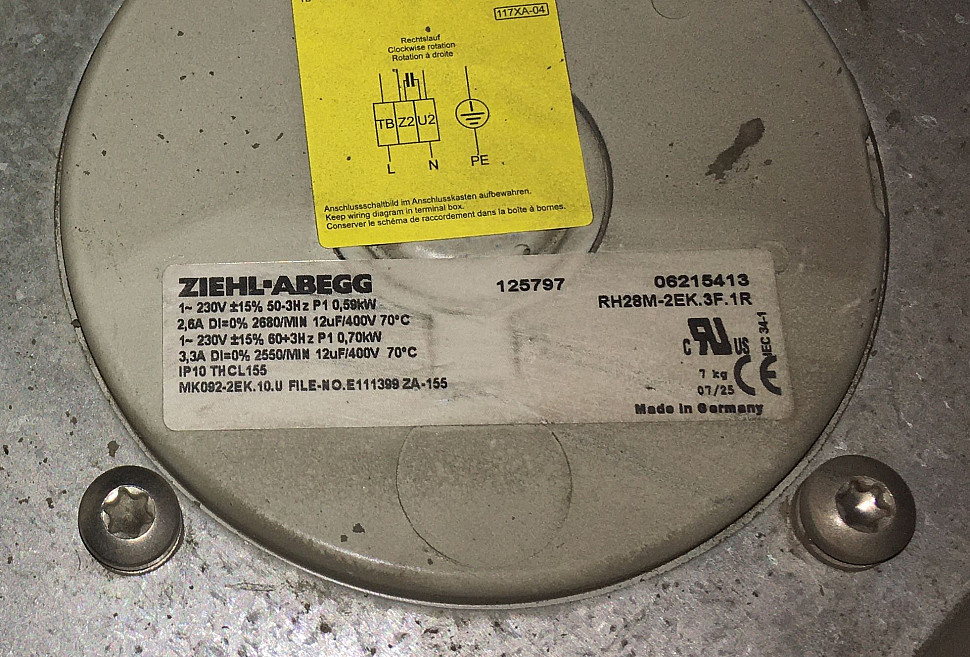 117XA-04
Rechtslauf
Clockwise rotation
Rotation à droite
TB Z2 U2
L N PE
Anschlussschaltbild im Anschlusskasten aufbewahren.
Keep wiring diagram in terminal box.
Conserver le schéma de raccordement dans la boîte à bornes.
ZIEHL-ABEGG 125797 06215413
RH28M-2EK.3F.1R
1~ 230V ±15% 50-3Hz P1 0,59kW
2,6A DI=0% 2680/MIN 12uF/400V 70°C
1~ 230V ±15% 60+3Hz P1 0,70kW
3,3A DI=0% 2550/MIN 12uF/400V 70°C
IP10 THCL155
MK092-2EK.10.U FILE-NO.E111399 ZA-155
c RU US
IEC 34-1
7 kg
07/25 CE
Made in Germany